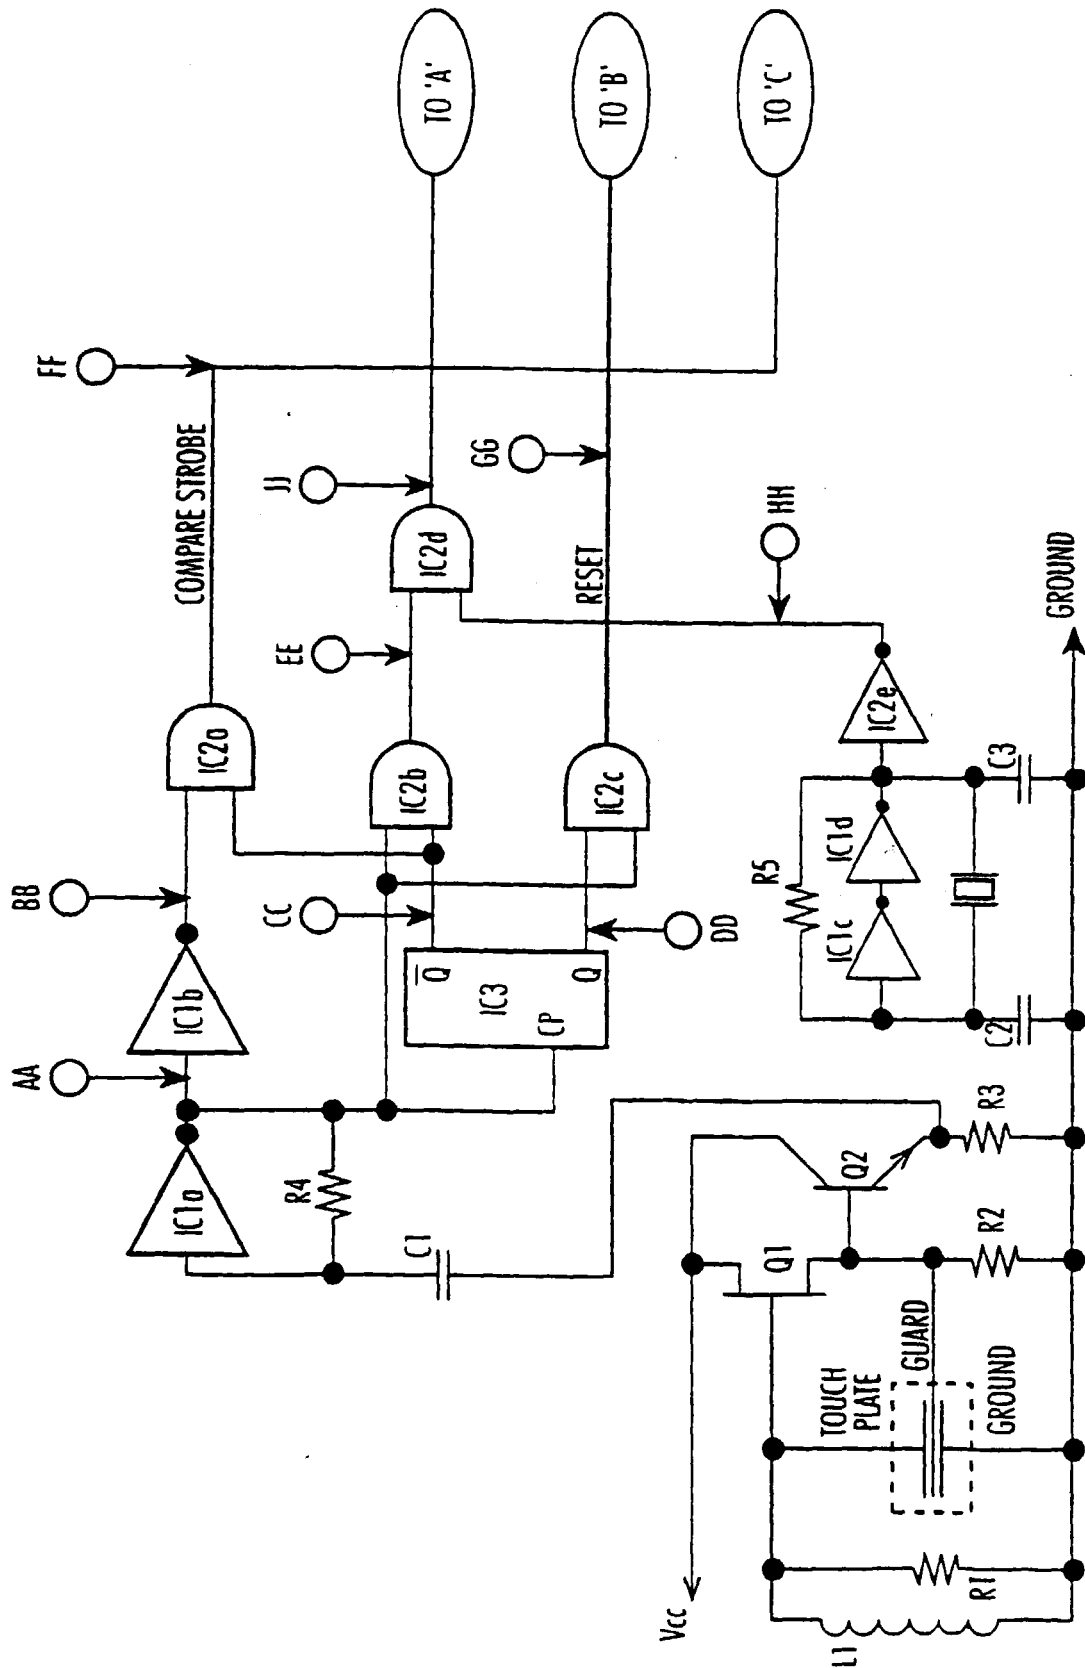 FF
COMPARE STROBE
TO 'A'
TO 'B'
TO 'C'
BB
AA
IC1a
IC1b
IC2a
JJ
EE
CC
GG
IC2d
IC2b
RESET
IC2c
HH
DD
R4
C1
Q̅
IC3
Q
CP
IC2e
R5
IC1c
IC1d
C2
C3
Vcc
Q1
Q2
R3
R2
TOUCH
PLATE
GUARD
GROUND
L1
R1
GROUND